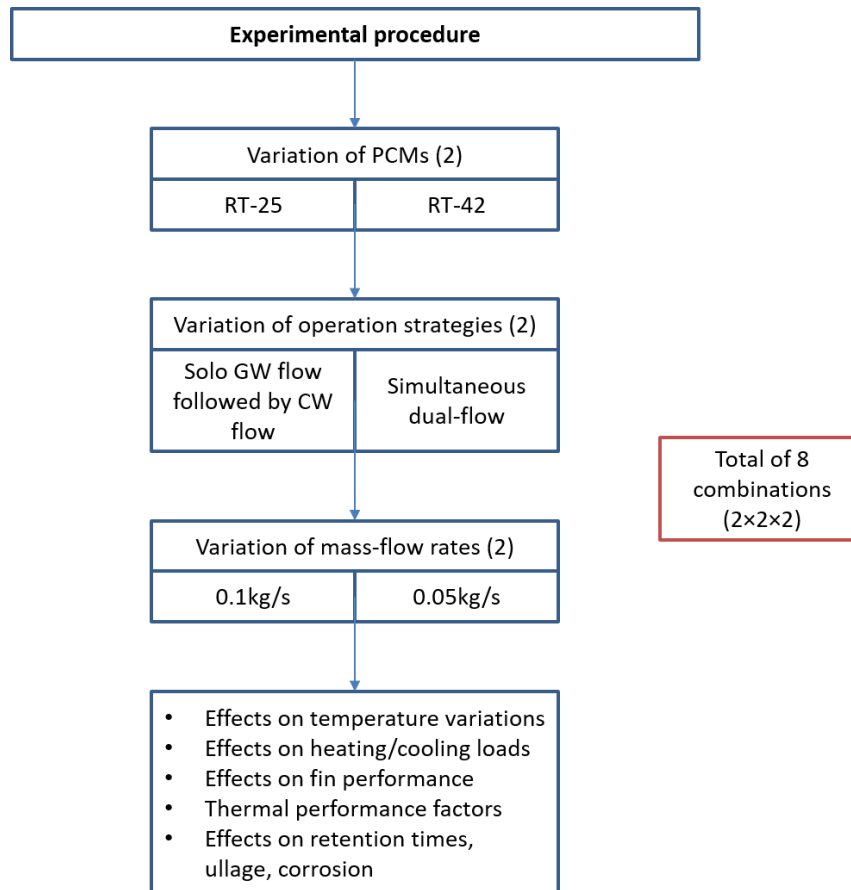 Experimental procedure
Variation of PCMs (2)
RT-25
RT-42
Variation of operation strategies (2)
Solo GW flow
followed by CW
flow
Simultaneous
dual-flow
Total of 8
combinations
(2×2×2)
Variation of mass-flow rates (2)
0.1kg/s
0.05kg/s
• Effects on temperature variations
• Effects on heating/cooling loads
• Effects on fin performance
• Thermal performance factors
• Effects on retention times,
ullage, corrosion